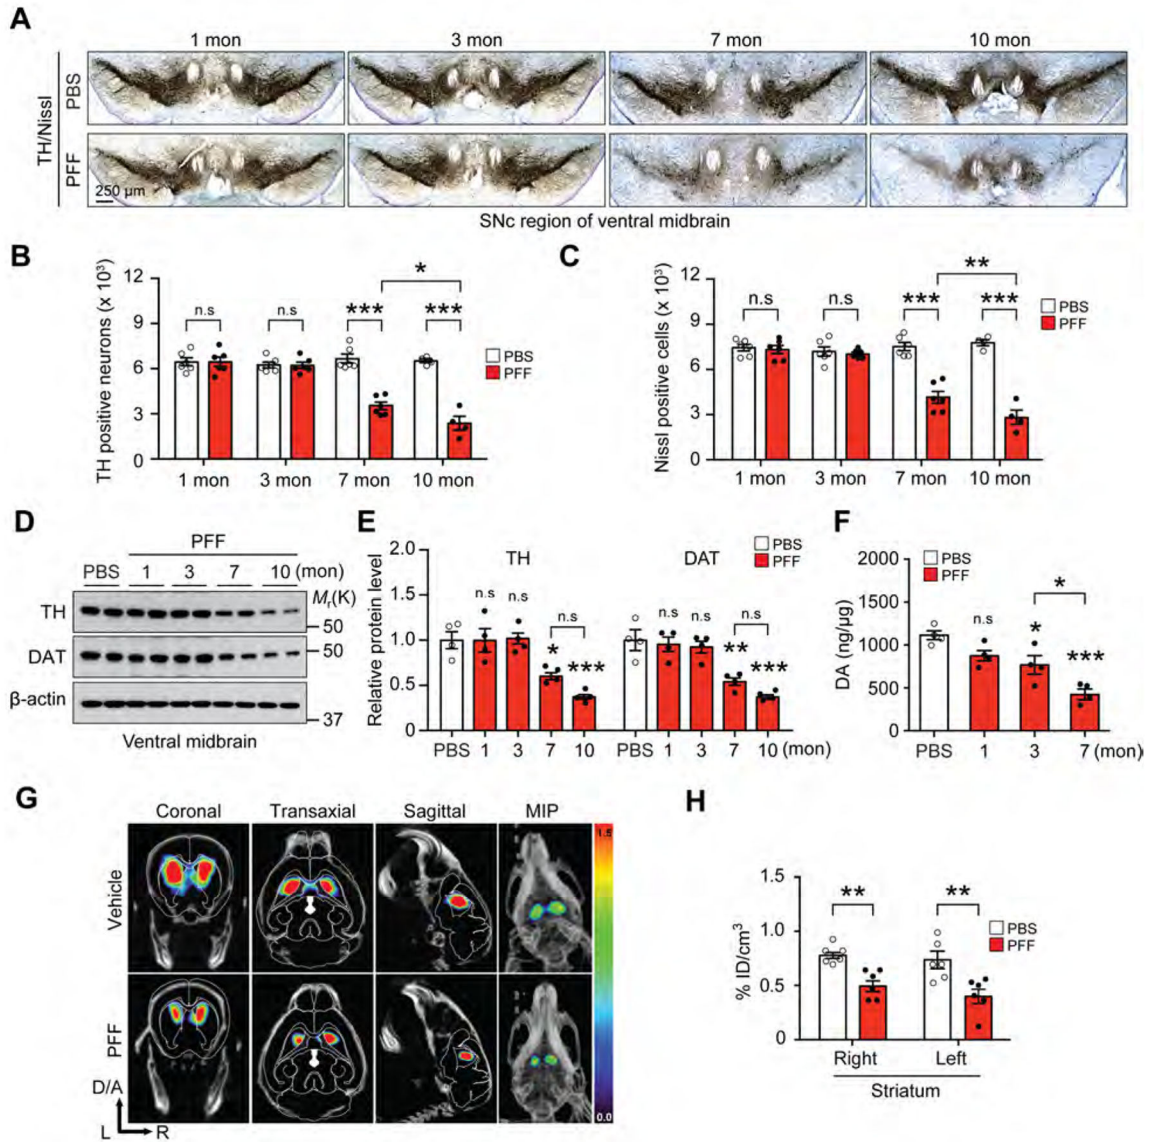 A
1 mon 3 mon 7 mon 10 mon
TH/Nissl
PBS
PFF
250 µm
SNc region of ventral midbrain
B
TH positive neurons (x 10³)
12
9
6
3
0
n.s n.s *** *** *
PBS
PFF
1 mon 3 mon 7 mon 10 mon
C
Nissl positive cells (x 10³)
12
9
6
3
0
n.s n.s *** *** **
PBS
PFF
1 mon 3 mon 7 mon 10 mon
D
PFF
PBS 1 3 7 10 (mon)
Mr(K)
TH
50
DAT
50
β-actin
37
Ventral midbrain
E
Relative protein level
2.0
1.5
1.0
0.5
0
TH DAT
PBS
PFF
n.s n.s * n.s ***
n.s n.s ** n.s ***
PBS 1 3 7 10 PBS 1 3 7 10 (mon)
F
DA (ng/µg)
2000
1500
1000
500
0
PBS
PFF
n.s * * ***
PBS 1 3 7 (mon)
G
Coronal Transaxial Sagittal MIP
Vehicle
PFF
1.5
0.0
D/A
L R
H
% ID/cm³
1.5
1.0
0.5
0
** **
PBS
PFF
Right Left
Striatum